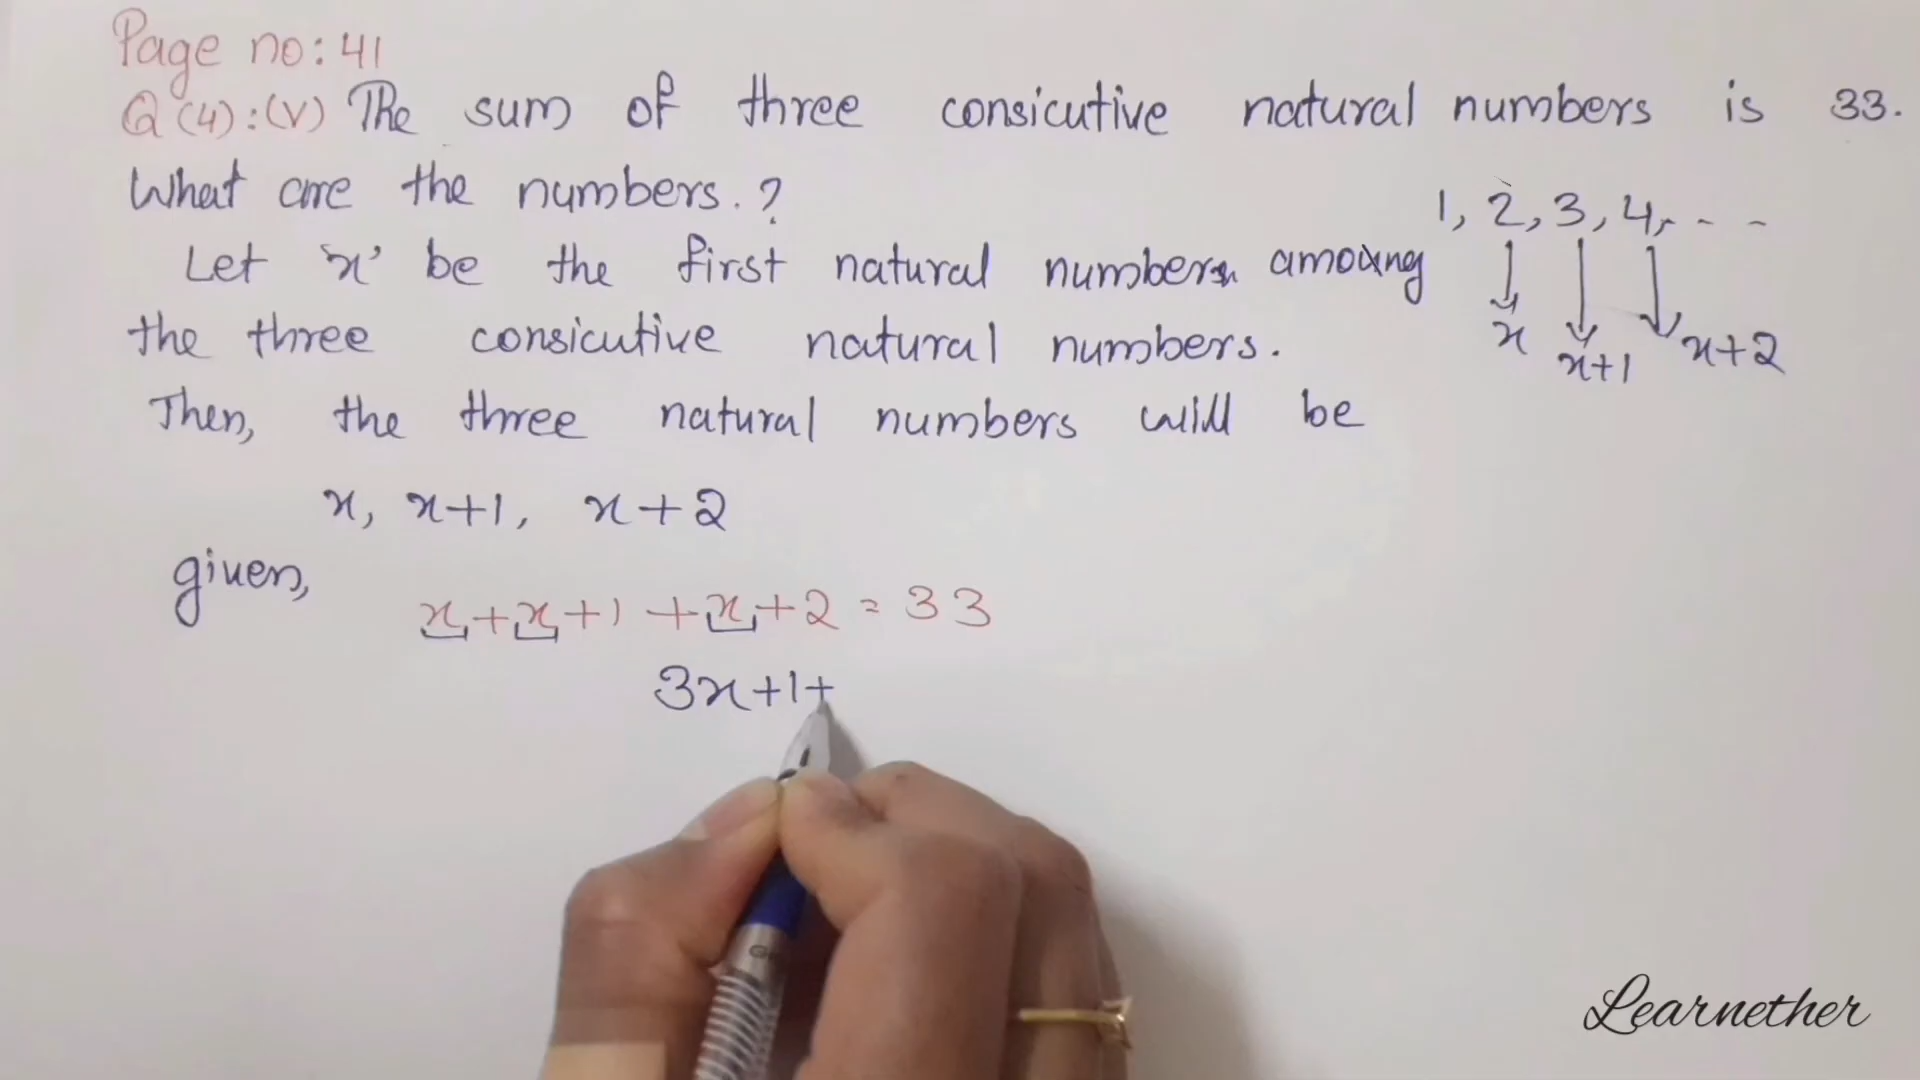 Page no: 41
Q (4) : (V) The sum of three consicutive natural numbers is 33.
What are the numbers. ?
1, 2, 3, 4, - - -
x
x+1
x+2
Let 'x' be the first natural number among
the three consicutive natural numbers.
Then, the three natural numbers will be
x, x+1, x+2
given,
x+x+1 +x+2 = 33
3x+1+
Learnether